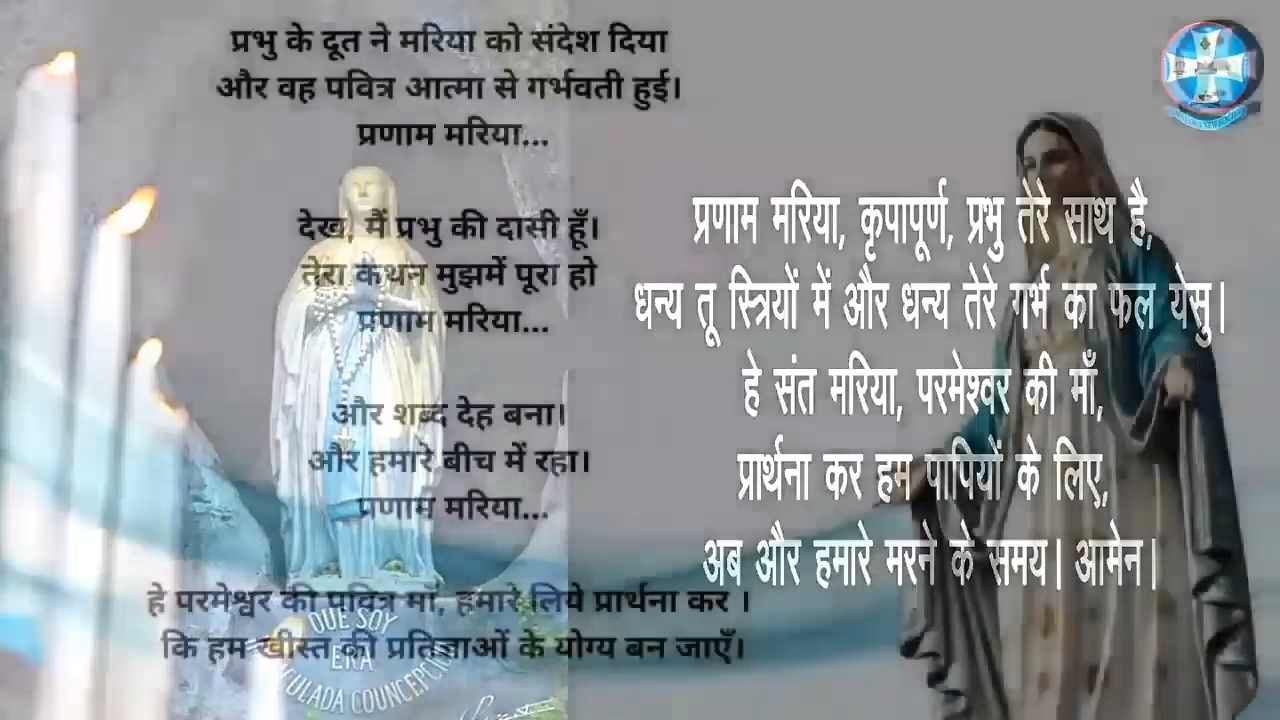 प्रभु के दूत ने मरिया को संदेश दिया
और वह पवित्र आत्मा से गर्भवती हुई।
प्रणाम मरिया...
देख, मैं प्रभु की दासी हूँ।
तेरा कथन मुझमें पूरा हो
प्रणाम मरिया...
और शब्द देह बना।
और हमारे बीच में रहा।
प्रणाम मरिया...
हे परमेश्वर की पवित्र माँ, हमारे लिये प्रार्थना कर ।
कि हम ख्रीस्त की प्रतिज्ञाओं के योग्य बन जाएँ।
प्रणाम मरिया, कृपापूर्ण, प्रभु तेरे साथ है,
धन्य तू स्त्रियों में और धन्य तेरे गर्भ का फल येसु।
हे संत मरिया, परमेश्वर की माँ,
प्रार्थना कर हम पापियों के लिए,
अब और हमारे मरने के समय। आमेन।
QUE SOY
ERA
COUNCEPCIO